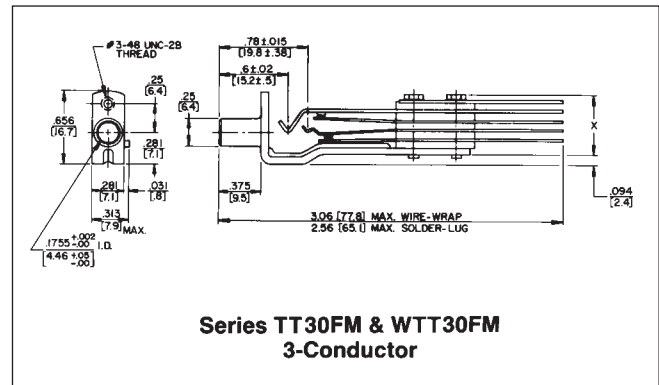 #3-48 UNC-2B
THREAD
.25
[6.4]
.656
[16.7]
.281
[7.1]
.281
[7.1]
.031
[.8]
.313
[7.9] MAX.
.1755 +.002 -.00 I.D.
[4.46 +.05 -.00]
.78±.015
[19.8±.38]
.6±.02
[15.2±.5]
.25
[6.4]
.375
[9.5]
X
.094
[2.4]
3.06 [77.8] MAX. WIRE-WRAP
2.56 [65.1] MAX. SOLDER-LUG
Series TT30FM & WTT30FM
3-Conductor